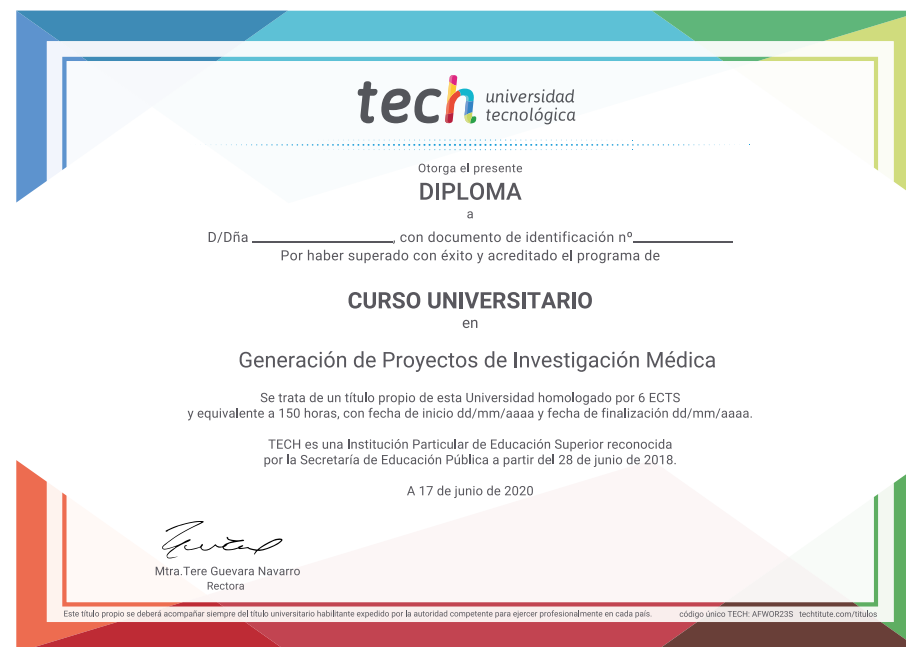 tech universidad
tecnológica
Otorga el presente
DIPLOMA
a
D/Dña ______________, con documento de identificación nº__________
Por haber superado con éxito y acreditado el programa de
CURSO UNIVERSITARIO
en
Generación de Proyectos de Investigación Médica
Se trata de un título propio de esta Universidad homologado por 6 ECTS
y equivalente a 150 horas, con fecha de inicio dd/mm/aaaa y fecha de finalización dd/mm/aaaa.
TECH es una Institución Particular de Educación Superior reconocida
por la Secretaría de Educación Pública a partir del 28 de junio de 2018.
A 17 de junio de 2020
Mtra.Tere Guevara Navarro
Rectora
Este título propio se deberá acompañar siempre del título universitario habilitante expedido por la autoridad competente para ejercer profesionalmente en cada país. código único TECH: AFWOR23S techtitute.com/titulos